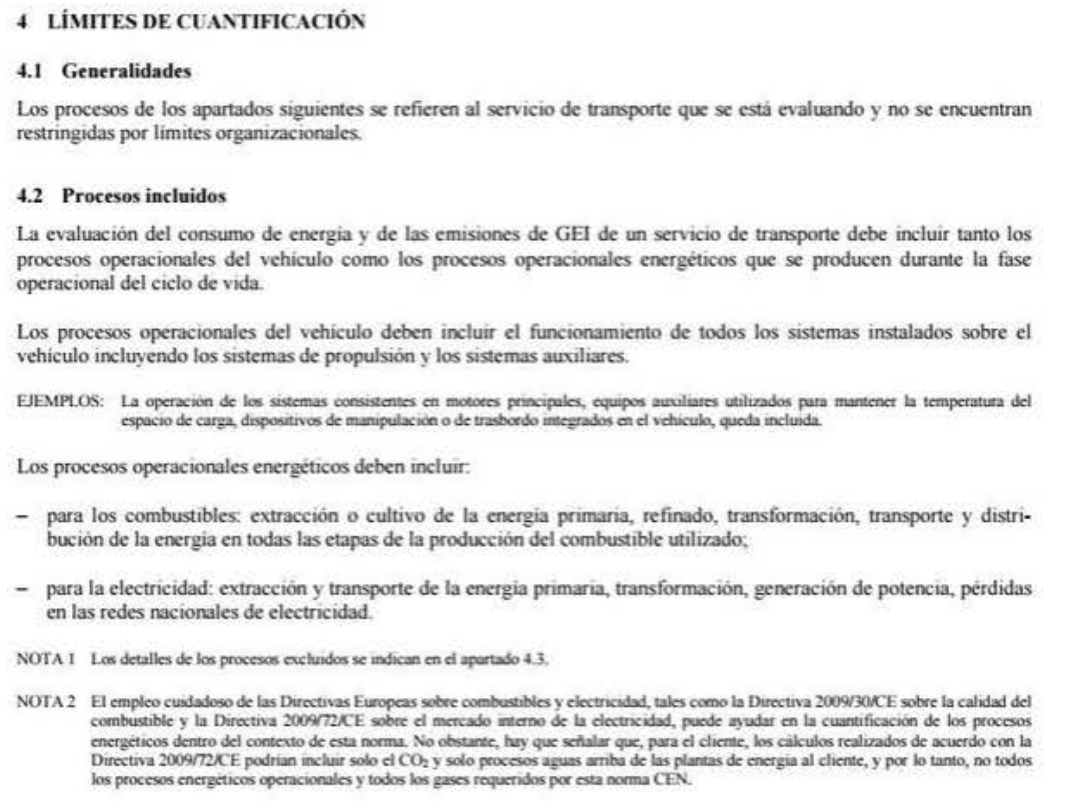 4 LÍMITES DE CUANTIFICACIÓN
4.1 Generalidades
Los procesos de los apartados siguientes se refieren al servicio de transporte que se está evaluando y no se encuentran
restringidas por límites organizacionales.
4.2 Procesos incluidos
La evaluación del consumo de energía y de las emisiones de GEI de un servicio de transporte debe incluir tanto los
procesos operacionales del vehículo como los procesos operacionales energéticos que se producen durante la fase
operacional del ciclo de vida.
Los procesos operacionales del vehículo deben incluir el funcionamiento de todos los sistemas instalados sobre el
vehículo incluyendo los sistemas de propulsión y los sistemas auxiliares.
EJEMPLOS: La operación de los sistemas consistentes en motores principales, equipos auxiliares utilizados para mantener la temperatura del
espacio de carga, dispositivos de manipulación o de trasbordo integrados en el vehículo, queda incluida.
Los procesos operacionales energéticos deben incluir:
– para los combustibles: extracción o cultivo de la energía primaria, refinado, transformación, transporte y distri-
bución de la energía en todas las etapas de la producción del combustible utilizado;
– para la electricidad: extracción y transporte de la energía primaria, transformación, generación de potencia, pérdidas
en las redes nacionales de electricidad.
NOTA 1 Los detalles de los procesos excluidos se indican en el apartado 4.3.
NOTA 2 El empleo cuidadoso de las Directivas Europeas sobre combustibles y electricidad, tales como la Directiva 2009/30/CE sobre la calidad del
combustible y la Directiva 2009/72/CE sobre el mercado interno de la electricidad, puede ayudar en la cuantificación de los procesos
energéticos dentro del contexto de esta norma. No obstante, hay que señalar que, para el cliente, los cálculos realizados de acuerdo con la
Directiva 2009/72/CE podrían incluir solo el CO₂ y solo procesos aguas arriba de las plantas de energía al cliente, y por lo tanto, no todos
los procesos energéticos operacionales y todos los gases requeridos por esta norma CEN.